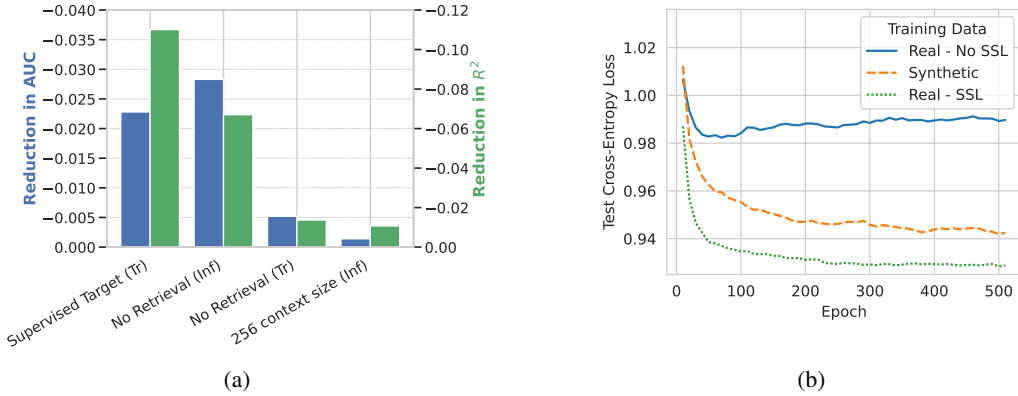 −0.040
−0.035
−0.030
−0.025
−0.020
−0.015
−0.010
−0.005
0.000
Reduction in AUC
−0.12
−0.10
−0.08
−0.06
−0.04
−0.02
0.00
Reduction in R²
Supervised Target (Tr)
No Retrieval (Inf)
No Retrieval (Tr)
256 context size (Inf)
(a)
Test Cross-Entropy Loss
1.02
1.00
0.98
0.96
0.94
Training Data
Real - No SSL
Synthetic
Real - SSL
0
100
200
300
400
500
Epoch
(b)